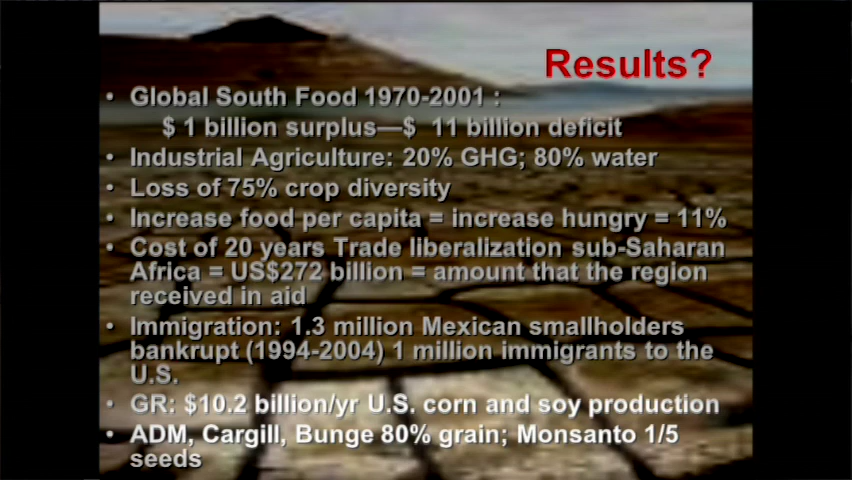 Results?
• Global South Food 1970-2001 :
$ 1 billion surplus—$ 11 billion deficit
• Industrial Agriculture: 20% GHG; 80% water
• Loss of 75% crop diversity
• Increase food per capita = increase hungry = 11%
• Cost of 20 years Trade liberalization sub-Saharan
Africa = US$272 billion = amount that the region
received in aid
• Immigration: 1.3 million Mexican smallholders
bankrupt (1994-2004) 1 million immigrants to the
U.S.
• GR: $10.2 billion/yr U.S. corn and soy production
• ADM, Cargill, Bunge 80% grain; Monsanto 1/5
seeds